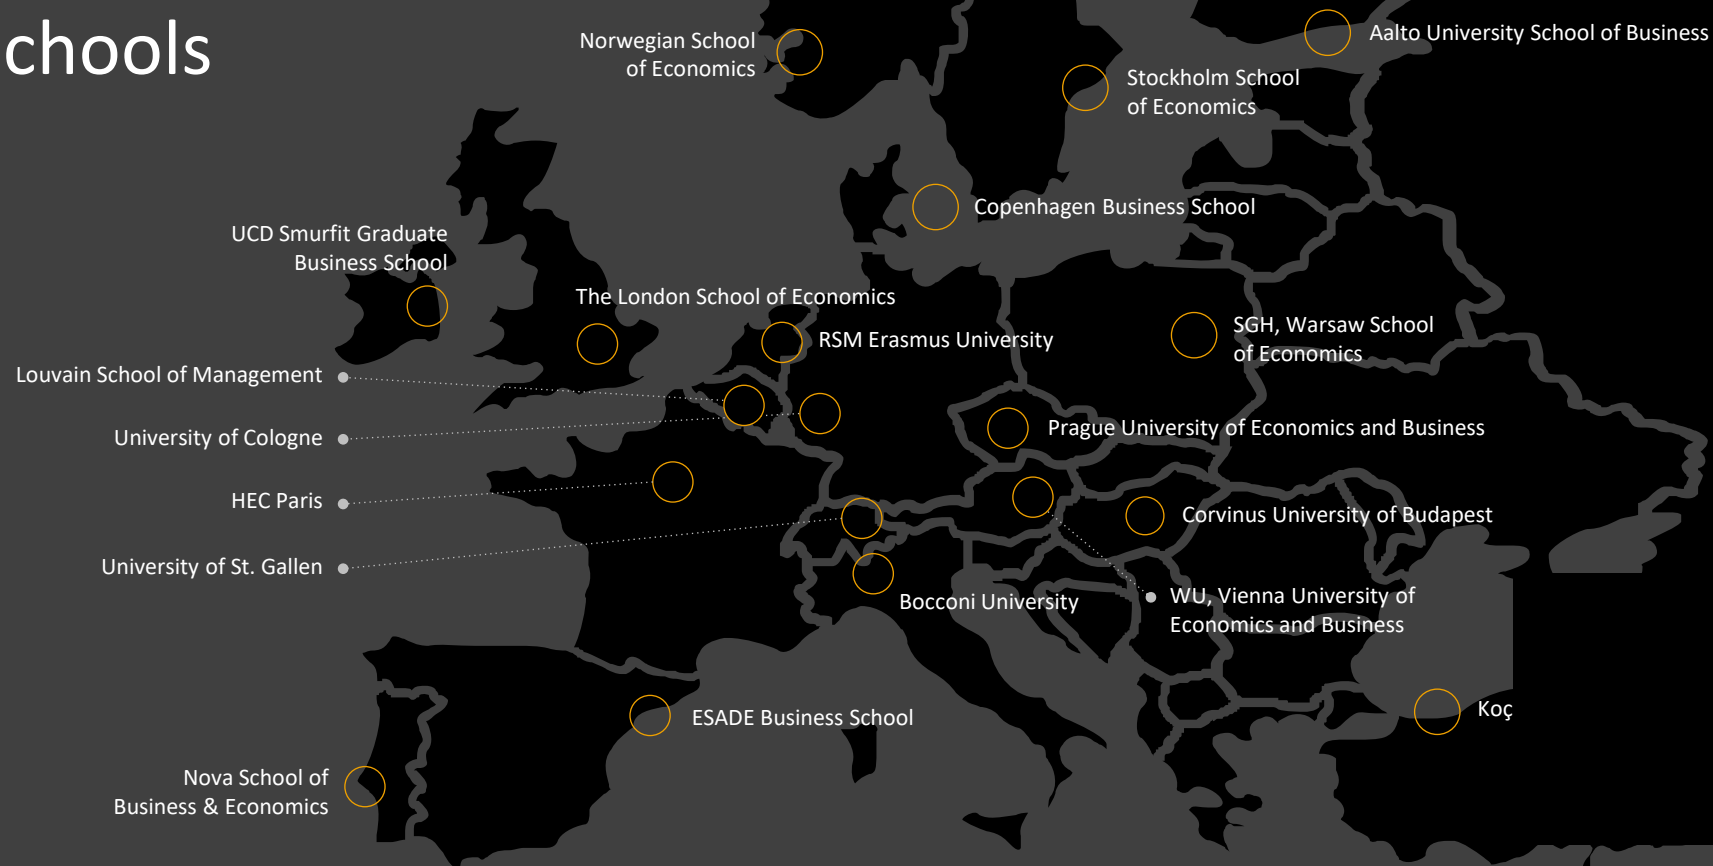 chools
Norwegian School
of Economics
Aalto University School of Business
Stockholm School
of Economics
Copenhagen Business School
UCD Smurfit Graduate
Business School
The London School of Economics
RSM Erasmus University
SGH, Warsaw School
of Economics
Louvain School of Management
University of Cologne
Prague University of Economics and Business
HEC Paris
Corvinus University of Budapest
University of St. Gallen
Bocconi University
WU, Vienna University of
Economics and Business
ESADE Business School
Koç
Nova School of
Business & Economics